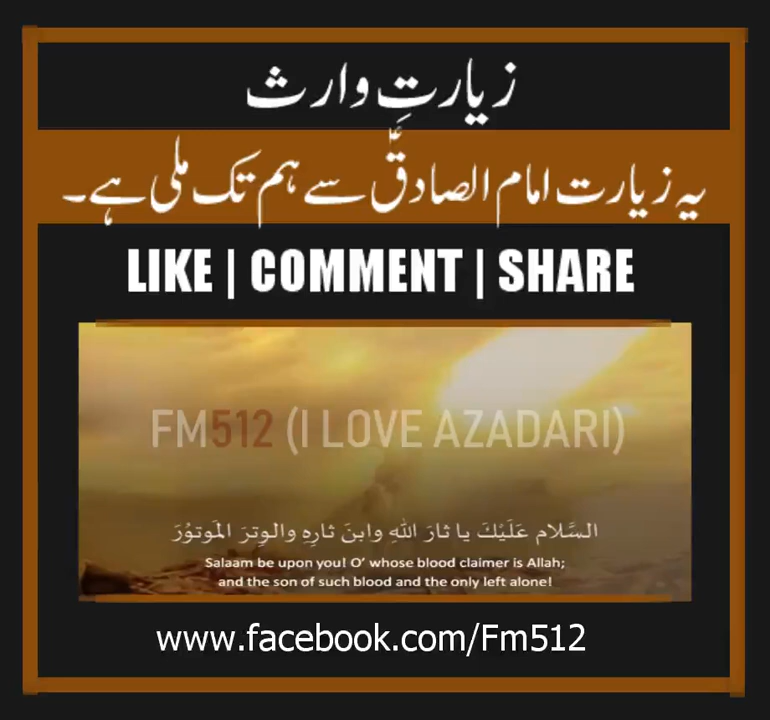 زیارتِ وارث
یہ زیارت امام الصادقؑ سے ہم تک ملی ہے۔
LIKE | COMMENT | SHARE
FM512 (I LOVE AZADARI)
السَّلام عَلَيْكَ يا ثارَ اللهِ وابنَ ثارِهِ والوِترَ المَوتوُرَ
Salaam be upon you! O' whose blood claimer is Allah;
and the son of such blood and the only left alone!
www.facebook.com/Fm512